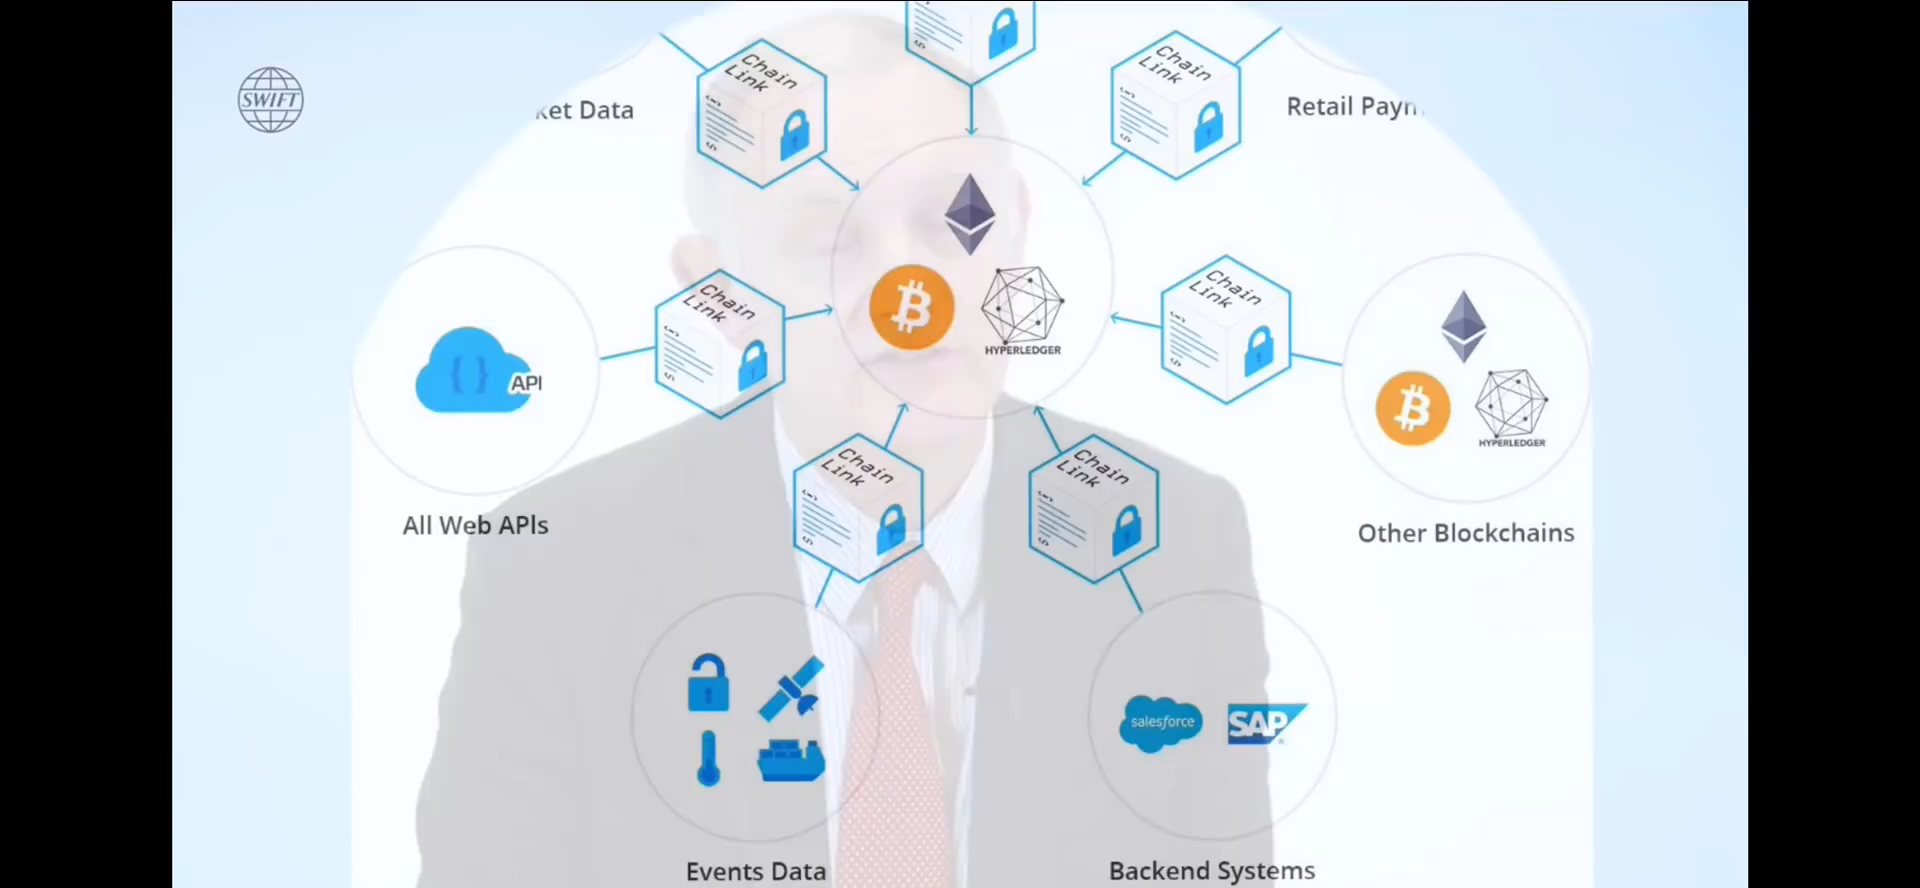 SWIFT
Chain
Link
ket Data
Chain
Link
Retail Paym
Chain
Link
HYPERLEDGER
Chain
Link
API
HYPERLEDGER
Chain
Link
Chain
Link
All Web APIs
Other Blockchains
salesforce
SAP
Events Data
Backend Systems